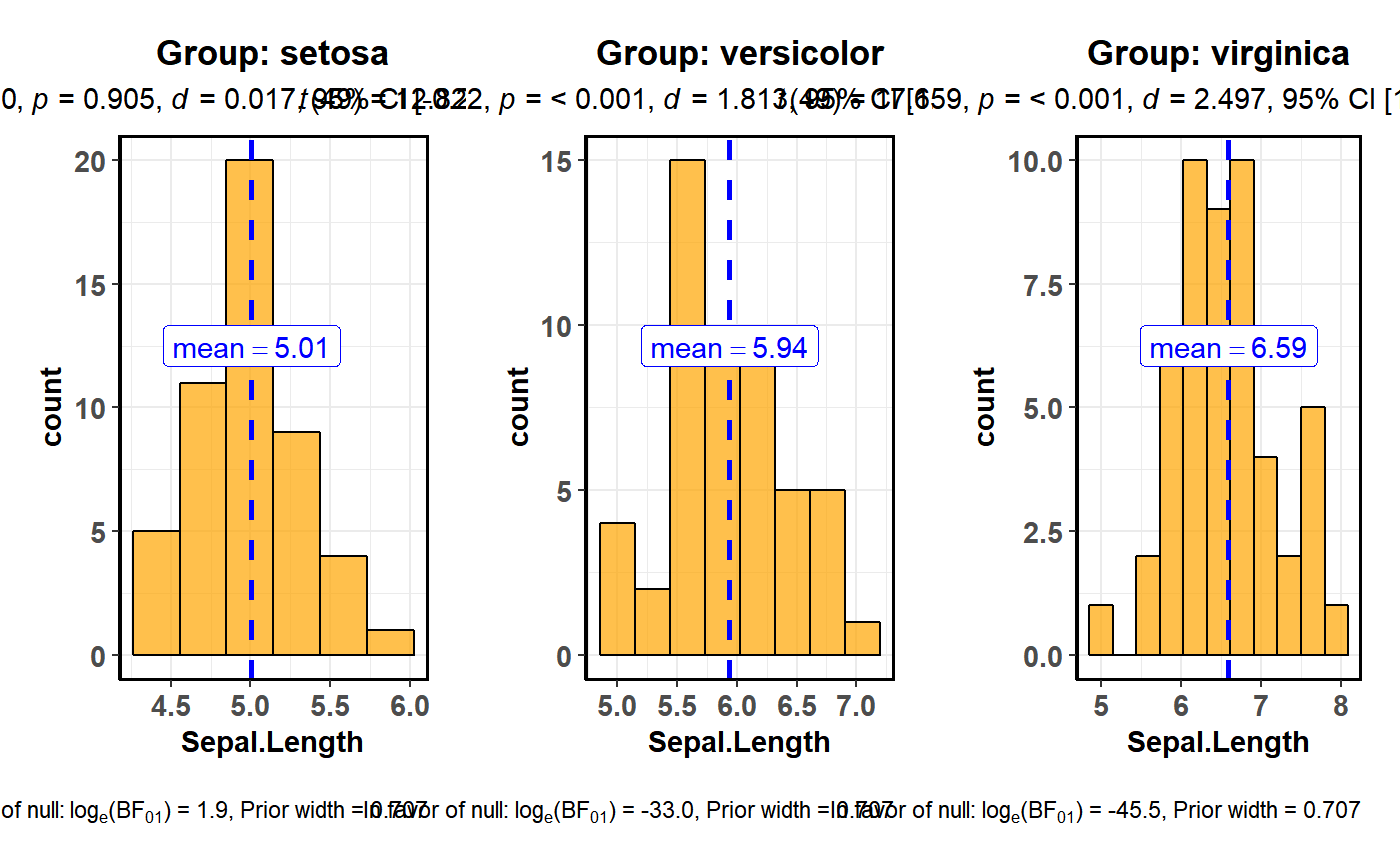 Group: setosa
Group: versicolor
Group: virginica
0, p = 0.905, d = 0.017, 95% CI [-0.2
t(49) = 12.822, p = < 0.001, d = 1.813, 95% CI [1
t(49) = 17.659, p = < 0.001, d = 2.497, 95% CI [1
20
15
10
5
0
count
mean = 5.01
4.5 5.0 5.5 6.0
Sepal.Length
15
10
5
0
count
mean = 5.94
5.0 5.5 6.0 6.5 7.0
Sepal.Length
10.0
7.5
5.0
2.5
0.0
count
mean = 6.59
5 6 7 8
Sepal.Length
of null: loge(BF01) = 1.9, Prior width = 0.707
In favor of null: loge(BF01) = -33.0, Prior width = 0.707
In favor of null: loge(BF01) = -45.5, Prior width = 0.707